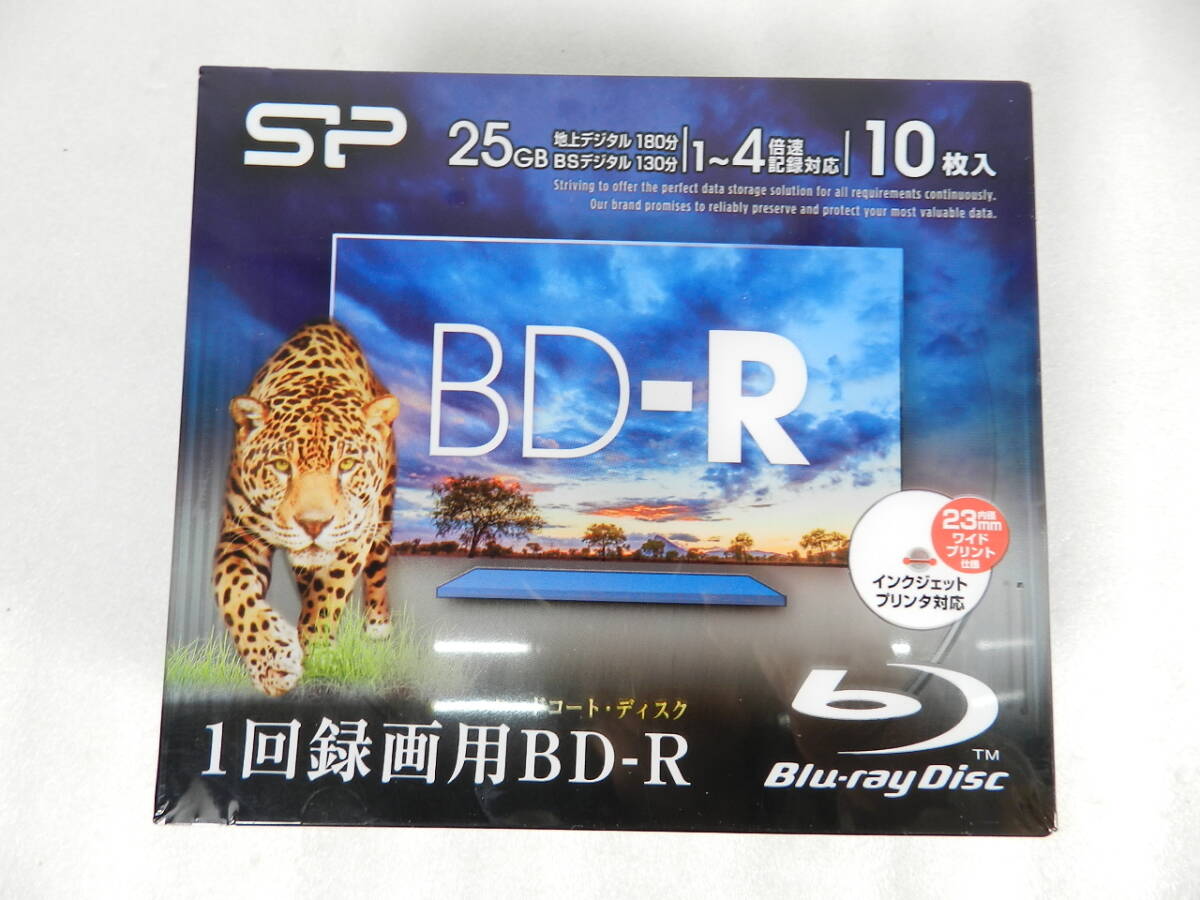 SP
25GB 地上デジタル 180分
BSデジタル 130分
1~4倍速
記録対応
10枚入
Striving to offer the perfect data storage solution for all requirements continuously.
Our brand promises to reliably preserve and protect your most valuable data.
BD-R
23mm 内径
ワイド
プリント
仕様
インクジェット
プリンタ対応
コート・ディスク
1回録画用BD-R
TM
Blu-ray Disc